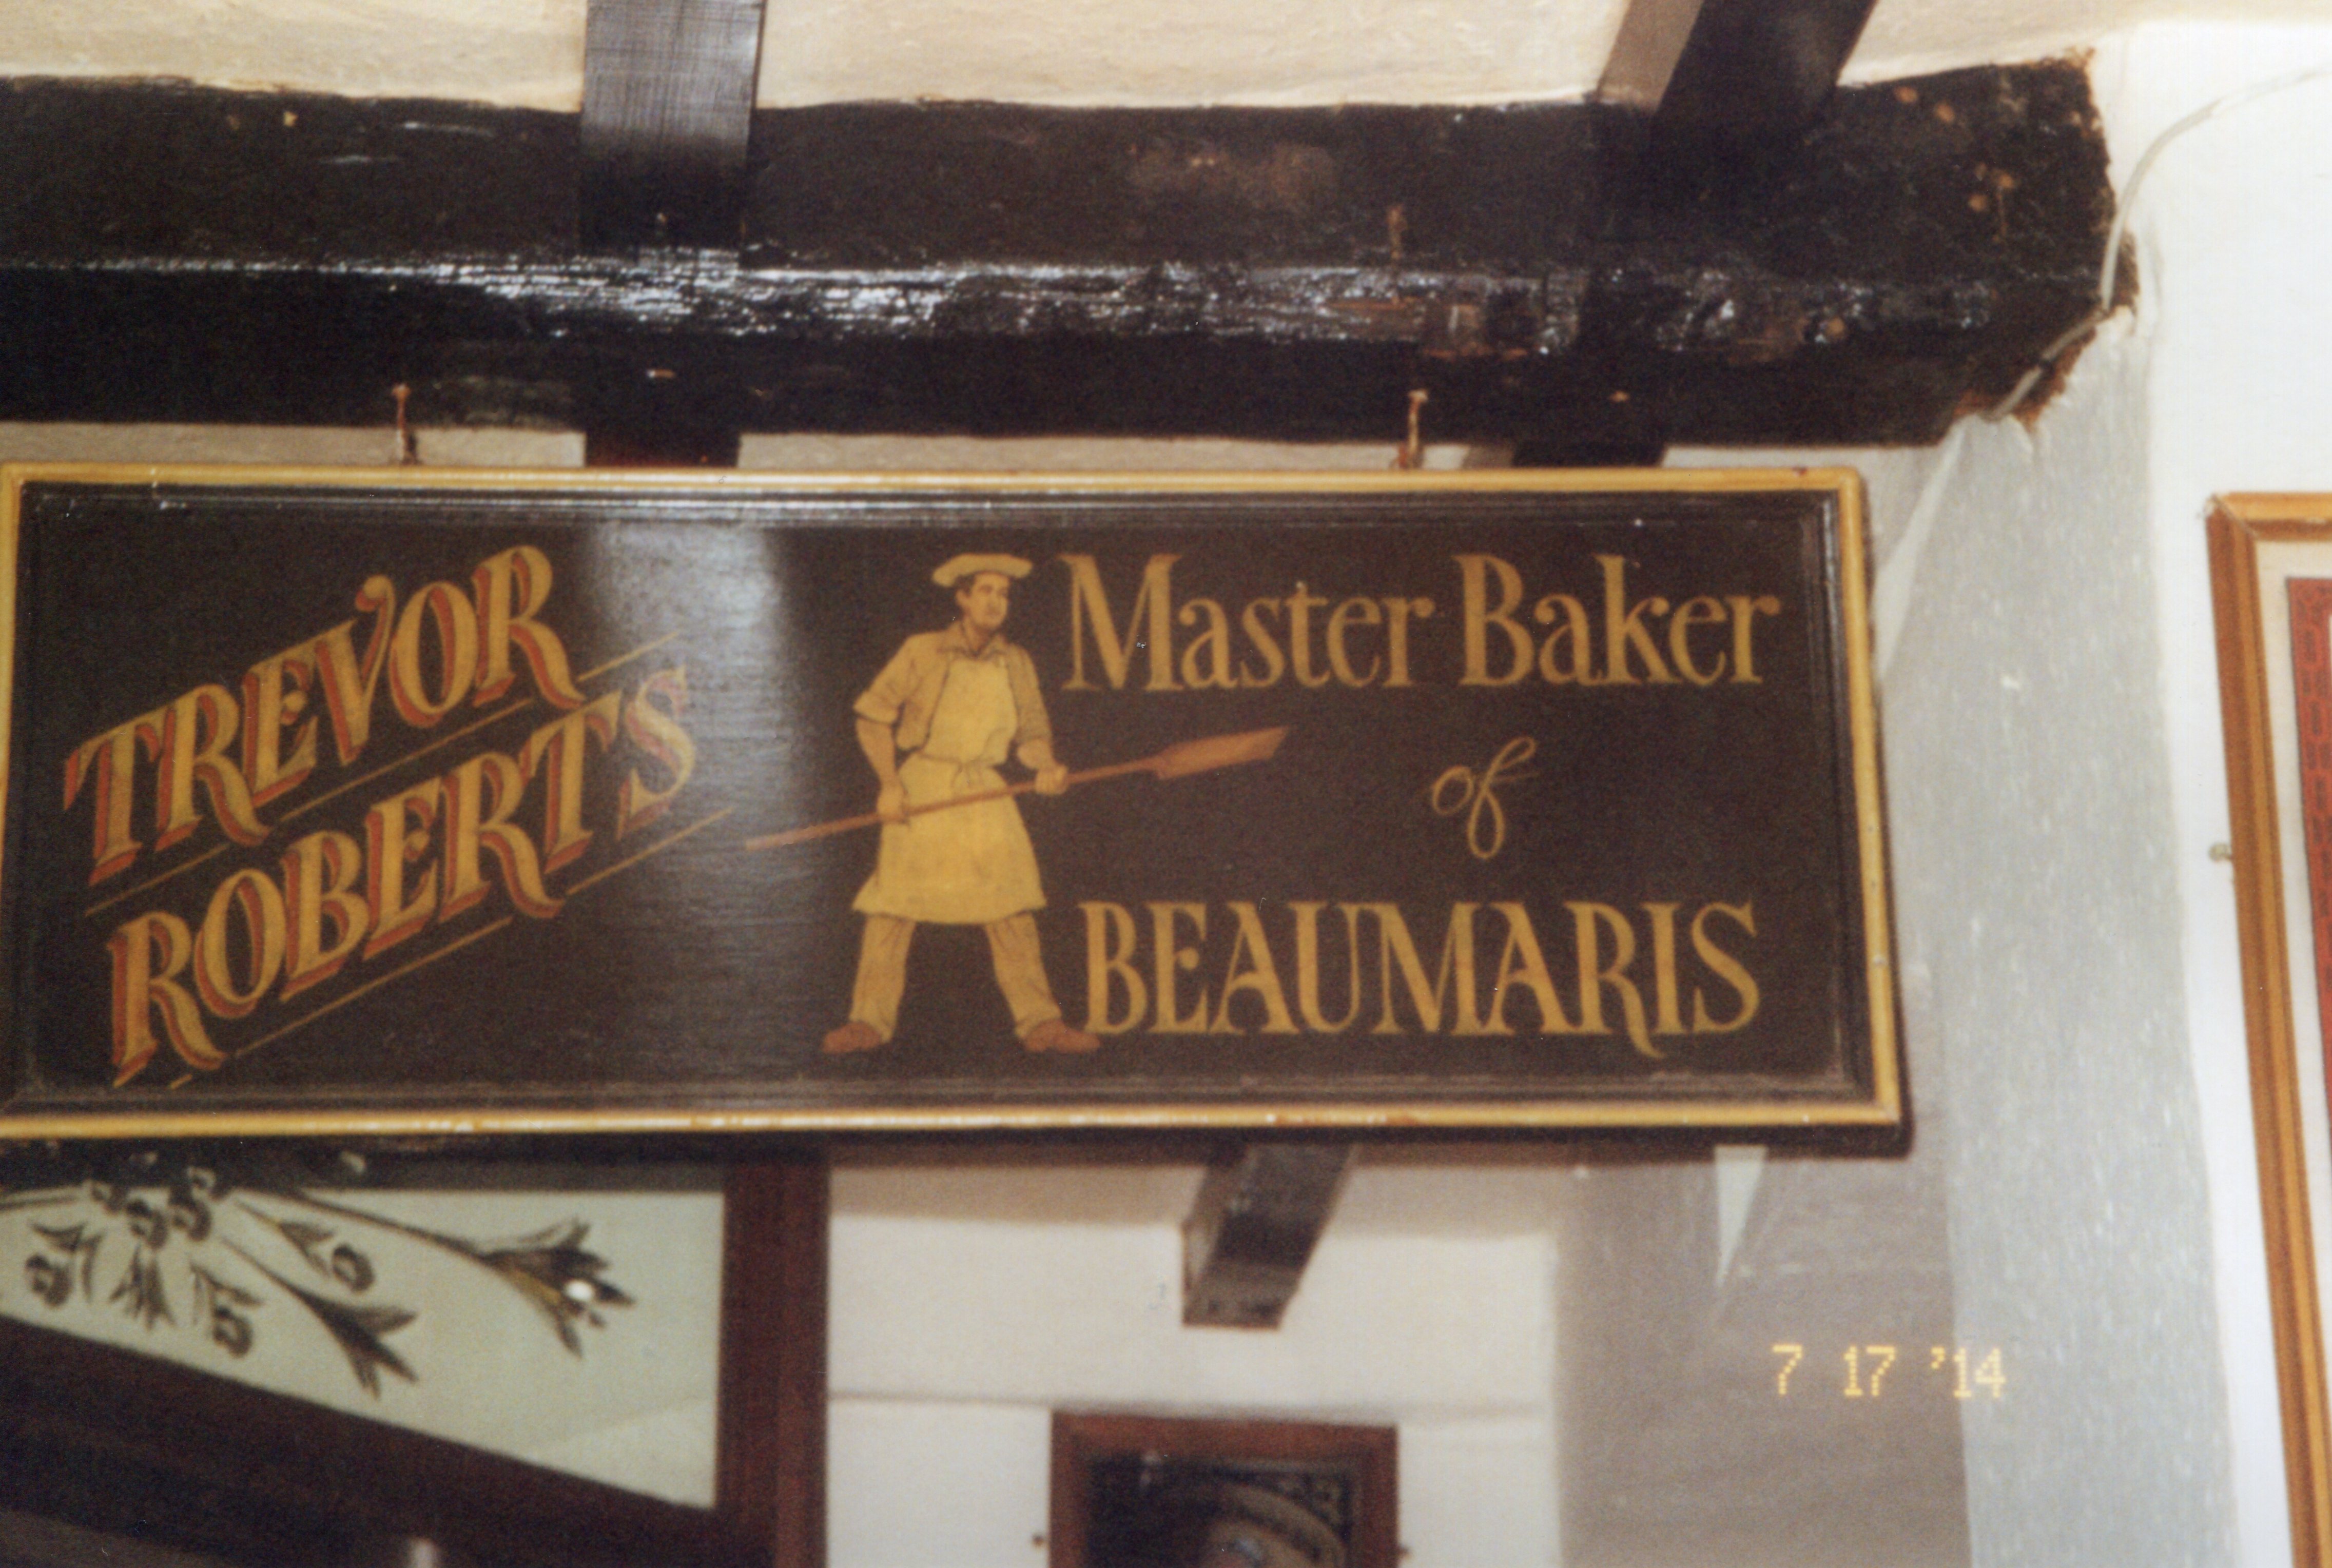 TREVOR
ROBERTS
Master Baker
of
BEAUMARIS
7 17 '14